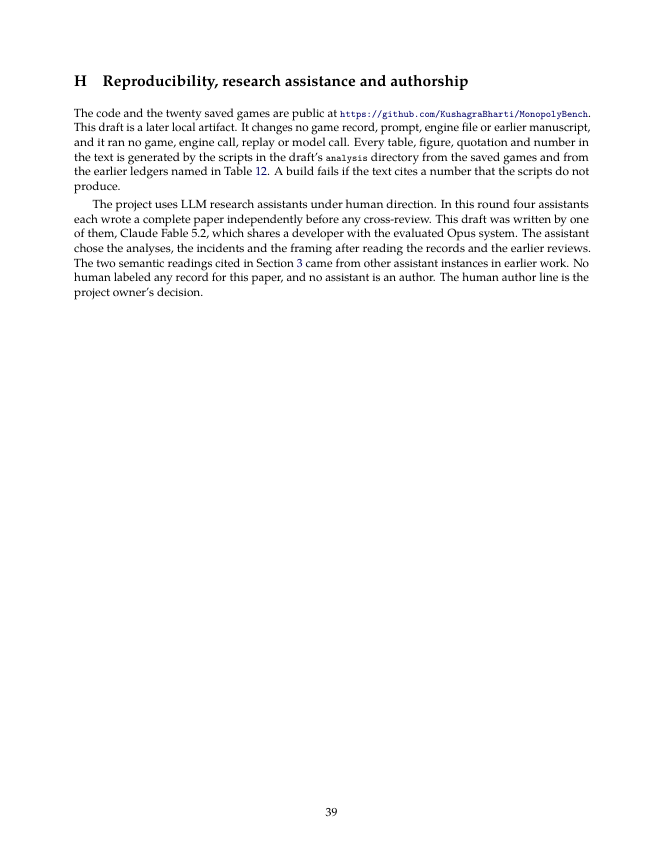 H Reproducibility, research assistance and authorship
The code and the twenty saved games are public at https://github.com/KushagraBharti/MonopolyBench.
This draft is a later local artifact. It changes no game record, prompt, engine file or earlier manuscript,
and it ran no game, engine call, replay or model call. Every table, figure, quotation and number in
the text is generated by the scripts in the draft's analysis directory from the saved games and from
the earlier ledgers named in Table 12. A build fails if the text cites a number that the scripts do not
produce.
The project uses LLM research assistants under human direction. In this round four assistants
each wrote a complete paper independently before any cross-review. This draft was written by one
of them, Claude Fable 5.2, which shares a developer with the evaluated Opus system. The assistant
chose the analyses, the incidents and the framing after reading the records and the earlier reviews.
The two semantic readings cited in Section 3 came from other assistant instances in earlier work. No
human labeled any record for this paper, and no assistant is an author. The human author line is the
project owner's decision.
39